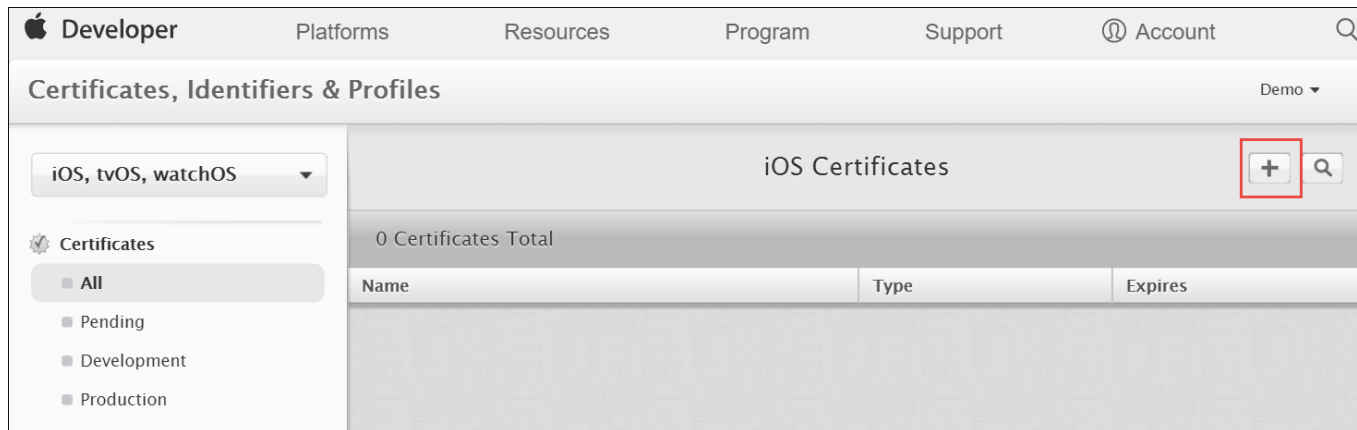 Developer Platforms Resources Program Support Account
Certificates, Identifiers & Profiles Demo
iOS, tvOS, watchOS
iOS Certificates
Certificates
0 Certificates Total
All
Name Type Expires
Pending
Development
Production